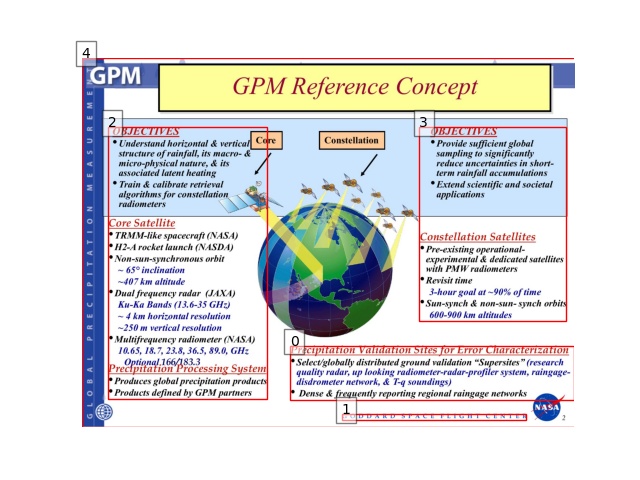 4
GPM
GPM Reference Concept
2
OBJECTIVES
• Understand horizontal & vertical
structure of rainfall, its macro- &
micro-physical nature, & its
associated latent heating
• Train & calibrate retrieval
algorithms for constellation
radiometers
Core
Constellation
3
OBJECTIVES
• Provide sufficient global
sampling to significantly
reduce uncertainties in short-
term rainfall accumulations
• Extend scientific and societal
applications
Core Satellite
• TRMM-like spacecraft (NASA)
• H2-A rocket launch (NASDA)
• Non-sun-synchronous orbit
~ 65° inclination
~407 km altitude
• Dual frequency radar (JAXA)
Ku-Ka Bands (13.6-35 GHz)
~ 4 km horizontal resolution
~250 m vertical resolution
• Multifrequency radiometer (NASA)
10.65, 18.7, 23.8, 36.5, 89.0, GHz
Optional 166/183.3
Precipitation Processing System
• Produces global precipitation products
• Products defined by GPM partners
Constellation Satellites
• Pre-existing operational-
experimental & dedicated satellites
with PMW radiometers
• Revisit time
3-hour goal at ~90% of time
• Sun-synch & non-sun- synch orbits
600-900 km altitudes
0
Precipitation Validation Sites for Error Characterization
• Select/globally distributed ground validation “Supersites” (research
quality radar, up looking radiometer-radar-profiler system, raingage-
disdrometer network, & T-q soundings)
• Dense & frequently reporting regional raingage networks
1
GODDARD SPACE FLIGHT CENTER
NASA
2
GLOBAL PRECIPITATION MEASUREMENT